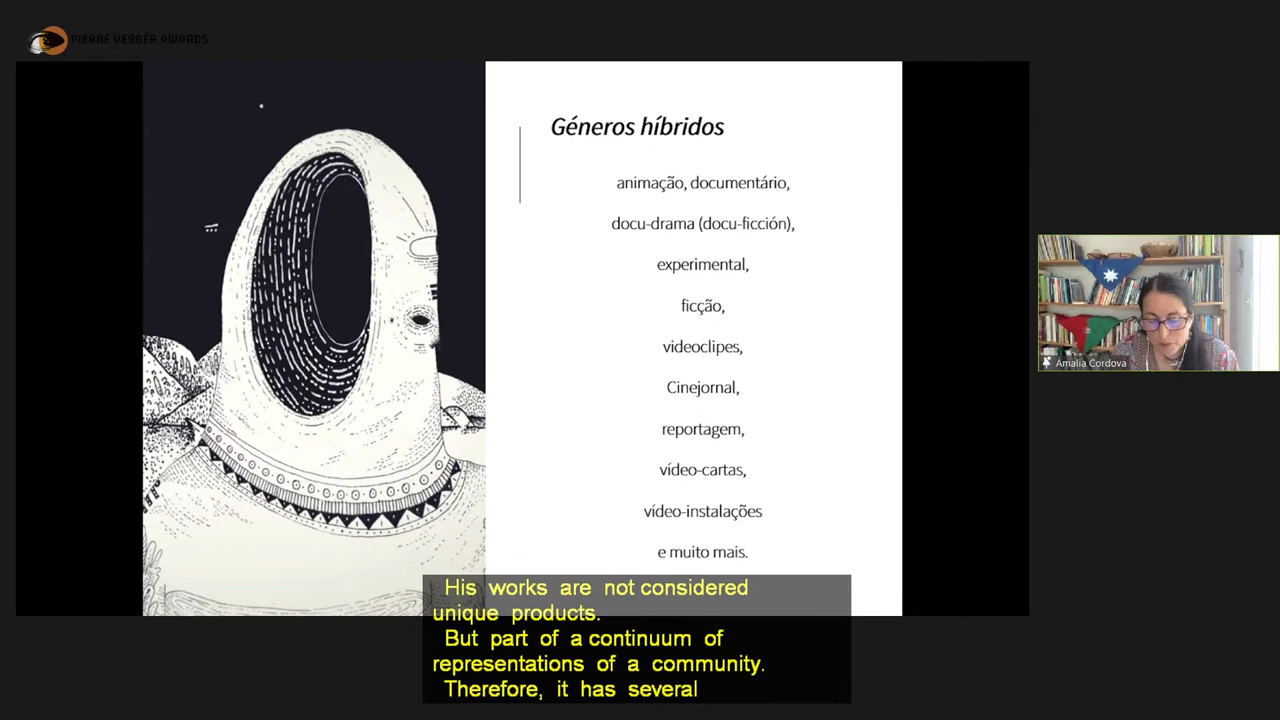 PIERRE VERGER AWARDS
Géneros híbridos
animação, documentário,
docu-drama (docu-ficción),
experimental,
ficção,
videoclipes,
Cinejornal,
reportagem,
vídeo-cartas,
vídeo-instalações
e muito mais.
Amalia Cordova
His works are not considered
unique products.
But part of a continuum of
representations of a community.
Therefore, it has several